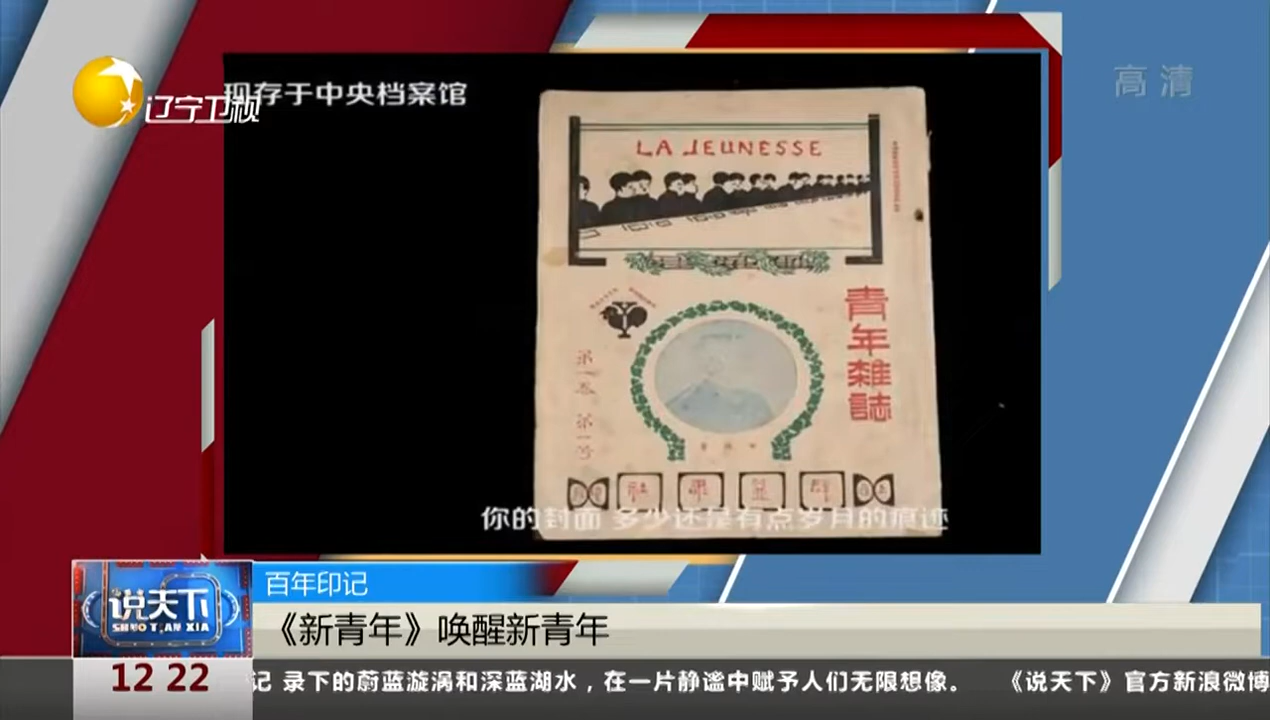 辽宁卫视
现存于中央档案馆
高清
LA JEUNESSE
青年雜誌
第一卷 第一号
群益書社
你的封面 多少还是有点岁月的痕迹
百年印记
《新青年》唤醒新青年
说天下
SHUO TIAN XIA
12 22
记 录下的蔚蓝漩涡和深蓝湖水，在一片静谧中赋予人们无限想像。 《说天下》官方新浪微博